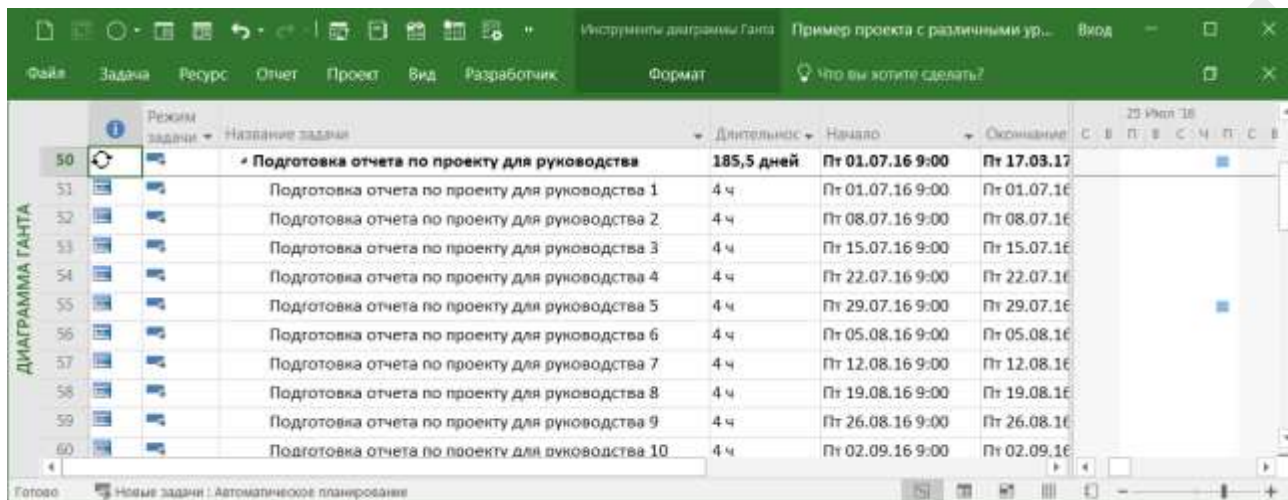 Инструменты диаграммы Ганта Пример проекта с различными ур... Вход
Файл Задача Ресурс Отчет Проект Вид Разработчик Формат Что вы хотите сделать?
Режим задачи Название задачи Длительнос Начало Окончание 25 Июл '16
С В П В С Ч П С В
50 Подготовка отчета по проекту для руководства 185,5 дней Пт 01.07.16 9:00 Пт 17.03.17
51 Подготовка отчета по проекту для руководства 1 4 ч Пт 01.07.16 9:00 Пт 01.07.16
52 Подготовка отчета по проекту для руководства 2 4 ч Пт 08.07.16 9:00 Пт 08.07.16
53 Подготовка отчета по проекту для руководства 3 4 ч Пт 15.07.16 9:00 Пт 15.07.16
54 Подготовка отчета по проекту для руководства 4 4 ч Пт 22.07.16 9:00 Пт 22.07.16
55 Подготовка отчета по проекту для руководства 5 4 ч Пт 29.07.16 9:00 Пт 29.07.16
56 Подготовка отчета по проекту для руководства 6 4 ч Пт 05.08.16 9:00 Пт 05.08.16
57 Подготовка отчета по проекту для руководства 7 4 ч Пт 12.08.16 9:00 Пт 12.08.16
58 Подготовка отчета по проекту для руководства 8 4 ч Пт 19.08.16 9:00 Пт 19.08.16
59 Подготовка отчета по проекту для руководства 9 4 ч Пт 26.08.16 9:00 Пт 26.08.16
60 Подготовка отчета по проекту для руководства 10 4 ч Пт 02.09.16 9:00 Пт 02.09.16
ДИАГРАММА ГАНТА
Готово Новые задачи : Автоматическое планирование